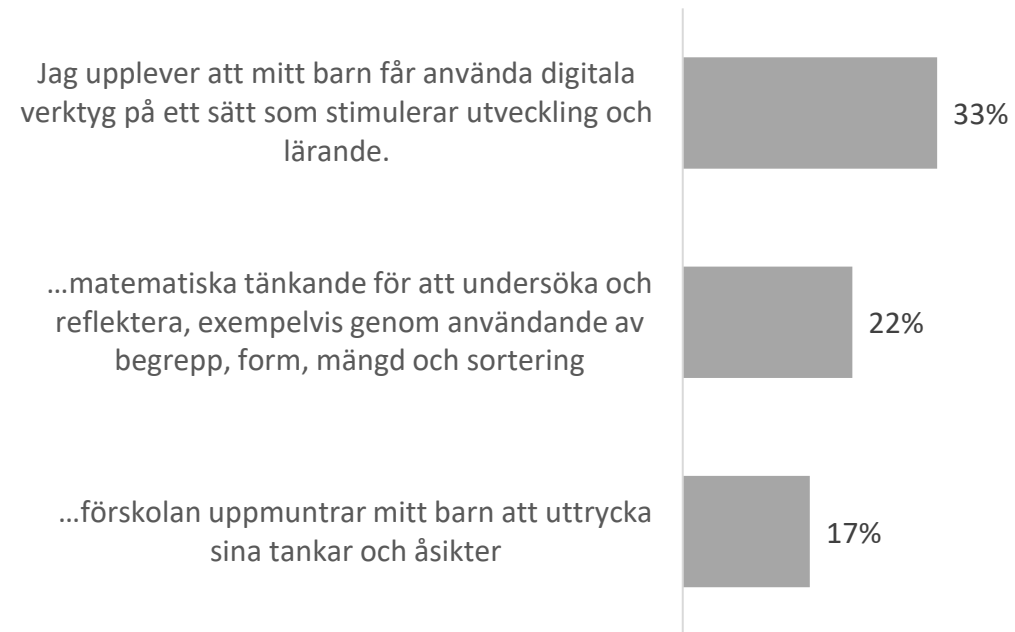 Jag upplever att mitt barn får använda digitala
verktyg på ett sätt som stimulerar utveckling och
lärande.
33%
…matematiska tänkande för att undersöka och
reflektera, exempelvis genom användande av
begrepp, form, mängd och sortering
22%
…förskolan uppmuntrar mitt barn att uttrycka
sina tankar och åsikter
17%